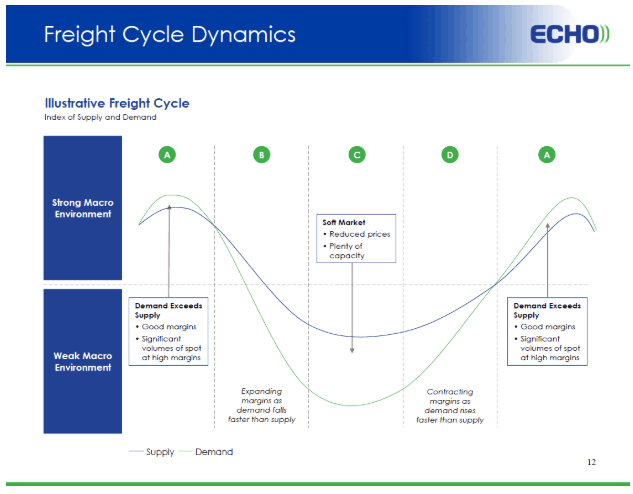 Freight Cycle Dynamics
ECHO
Illustrative Freight Cycle
Index of Supply and Demand
A
B
C
D
A
Strong Macro
Environment
Soft Market
• Reduced prices
• Plenty of
capacity
Demand Exceeds
Supply
• Good margins
• Significant
volumes of spot
at high margins
Demand Exceeds
Supply
• Good margins
• Significant
volumes of spot
at high margins
Weak Macro
Environment
Expanding
margins as
demand falls
faster than supply
Contracting
margins as
demand rises
faster than supply
Supply
Demand
12